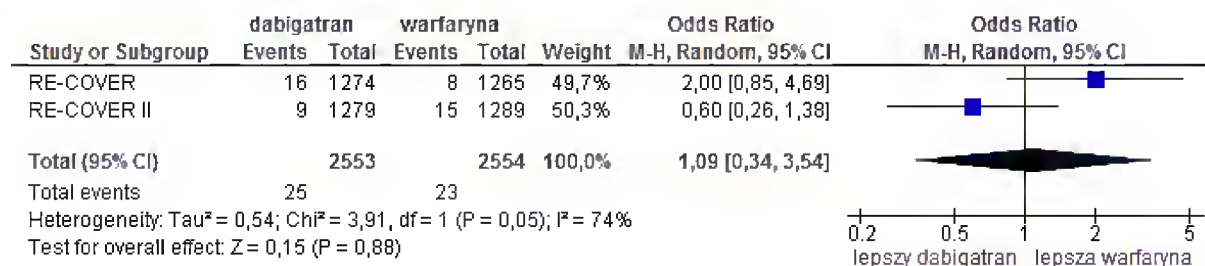 dabigatran warfaryna Odds Ratio Odds Ratio
Study or Subgroup Events Total Events Total Weight M-H, Random, 95% CI M-H, Random, 95% CI
RE-COVER 16 1274 8 1265 49,7% 2,00 [0,85, 4,69]
RE-COVER II 9 1279 15 1289 50,3% 0,60 [0,26, 1,38]
Total (95% CI) 2553 2554 100,0% 1,09 [0,34, 3,54]
Total events 25 23
Heterogeneity: Tau² = 0,54; Chi² = 3,91, df = 1 (P = 0,05); I² = 74%
Test for overall effect: Z = 0,15 (P = 0,88)
0.2 0.5 1 2 5
lepszy dabigatran lepsza warfaryna